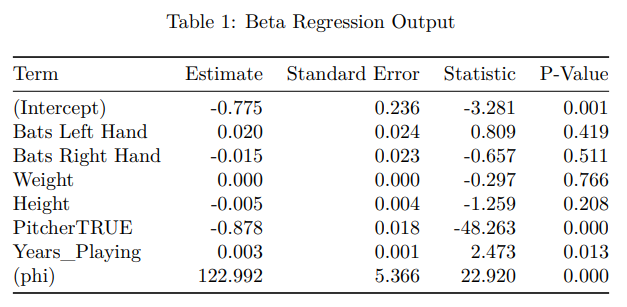 Table 1: Beta Regression Output
Term Estimate Standard Error Statistic P-Value
(Intercept) -0.775 0.236 -3.281 0.001
Bats Left Hand 0.020 0.024 0.809 0.419
Bats Right Hand -0.015 0.023 -0.657 0.511
Weight 0.000 0.000 -0.297 0.766
Height -0.005 0.004 -1.259 0.208
PitcherTRUE -0.878 0.018 -48.263 0.000
Years_Playing 0.003 0.001 2.473 0.013
(phi) 122.992 5.366 22.920 0.000